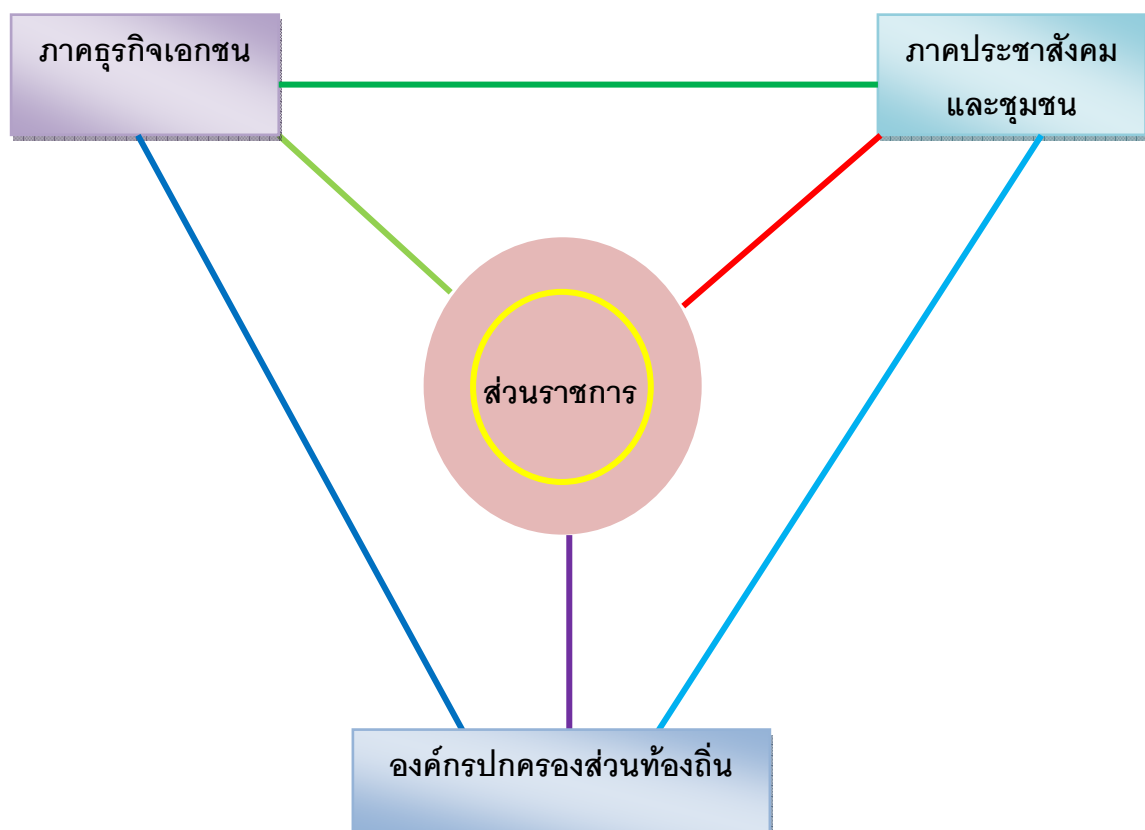 ภาคธุรกิจเอกชน
ภาคประชาสังคม
และชุมชน
ส่วนราชการ
องค์กรปกครองส่วนท้องถิ่น